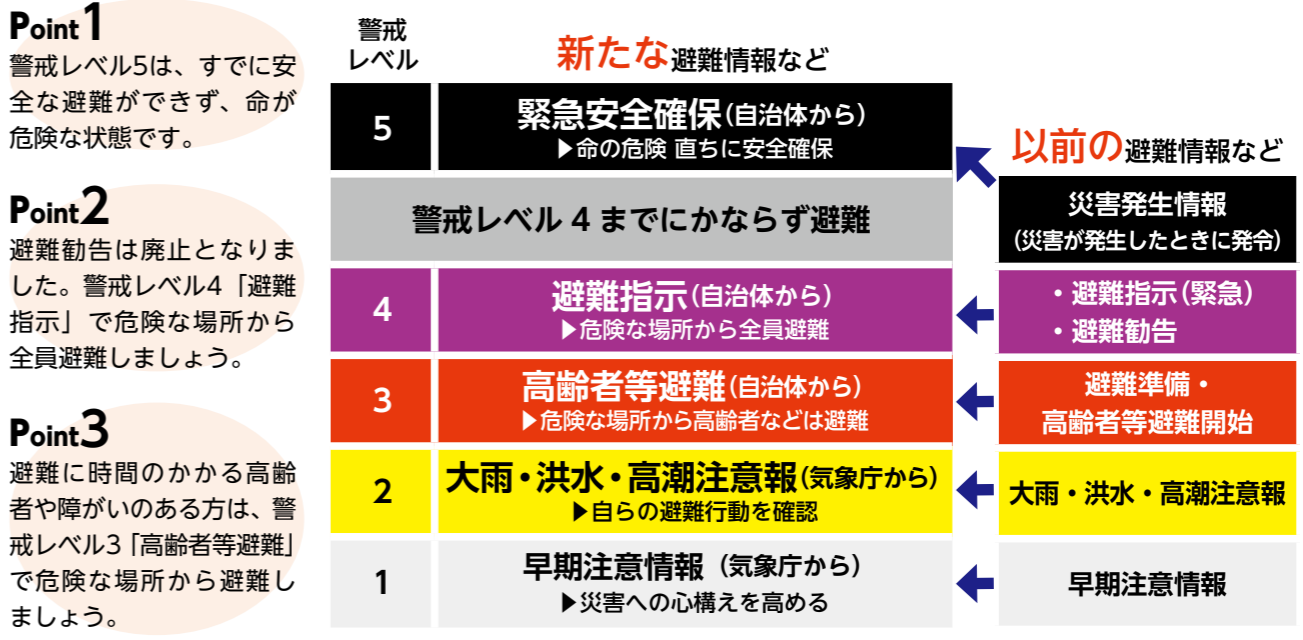 Point1
警戒レベル5は、すでに安
全な避難ができず、命が
危険な状態です。
Point2
避難勧告は廃止となりま
した。警戒レベル4「避難
指示」で危険な場所から
全員避難しましょう。
Point3
避難に時間のかかる高齢
者や障がいのある方は、警
戒レベル3「高齢者等避難」
で危険な場所から避難し
ましょう。
警戒
レベル
新たな避難情報など
5
緊急安全確保(自治体から)
▶命の危険 直ちに安全確保
警戒レベル 4 までにかならず避難
4
避難指示(自治体から)
▶危険な場所から全員避難
3
高齢者等避難(自治体から)
▶危険な場所から高齢者などは避難
2
大雨・洪水・高潮注意報(気象庁から)
▶自らの避難行動を確認
1
早期注意情報（気象庁から）
▶災害への心構えを高める
以前の避難情報など
災害発生情報
(災害が発生したときに発令)
・避難指示(緊急)
・避難勧告
避難準備・
高齢者等避難開始
大雨・洪水・高潮注意報
早期注意情報